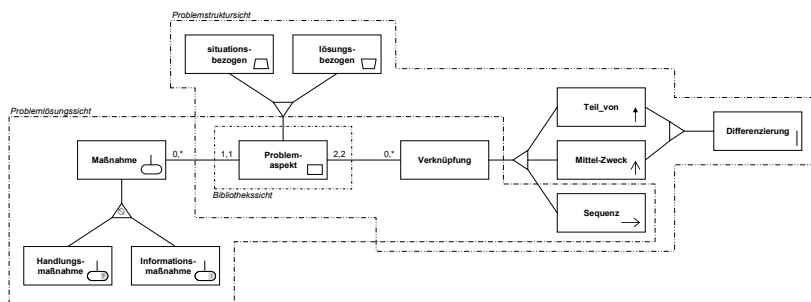 Problemstruktursicht
situations-
bezogen
lösungs-
bezogen
Problemlösungssicht
Teil_von
Differenzierung
Maßnahme
0,*
1,1
Problem-
aspekt
2,2
0,*
Verknüpfung
Mittel-Zweck
Bibliothekssicht
Sequenz
Handlungs-
maßnahme
Informations-
maßnahme